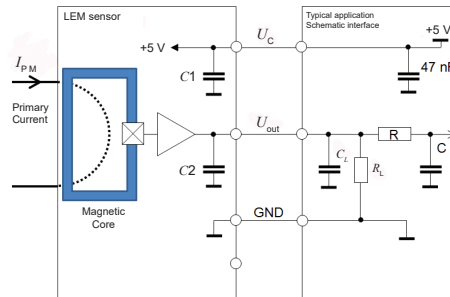 LEM sensor
Typical application
Schematic interface
+5 V
U_C
+5 V
I_PM
C1
47 nF
Primary
Current
U_out
R
C2
C_L
R_L
C
GND
Magnetic
Core